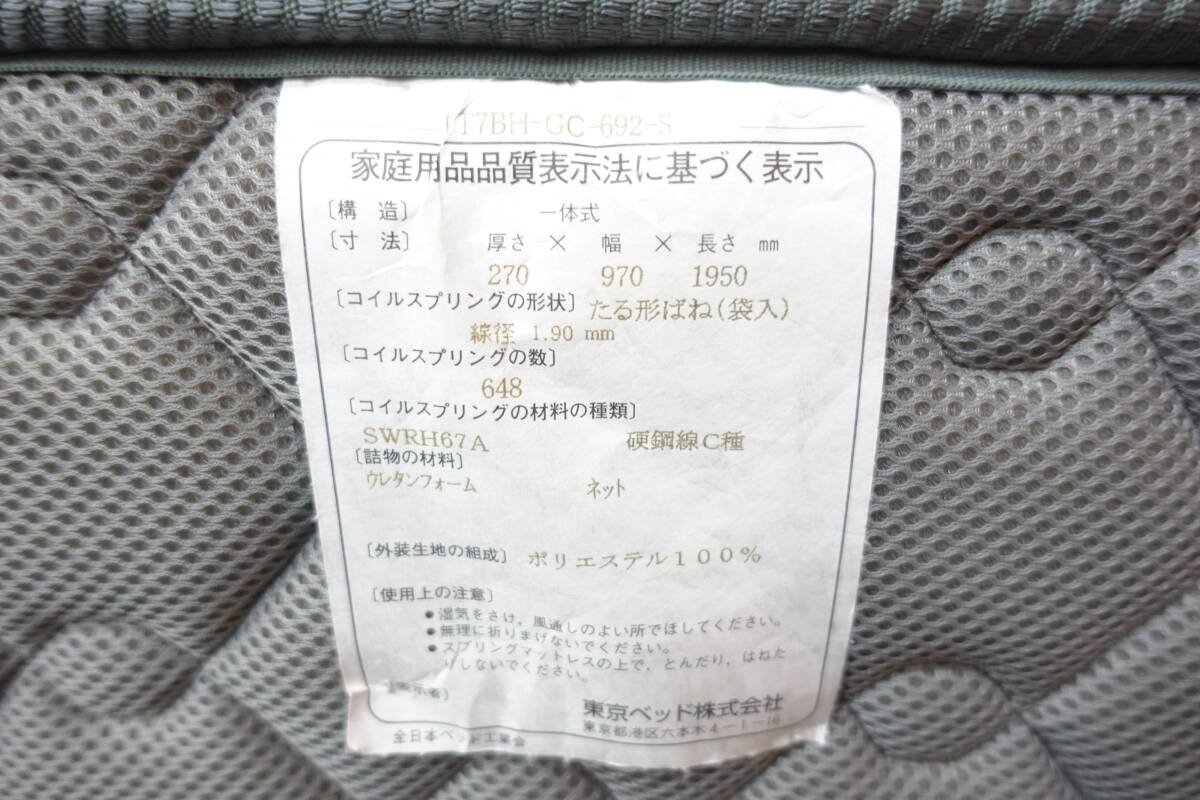 T7BH-GC-692-S
家庭用品品質表示法に基づく表示
〔構 造〕 一体式
〔寸 法〕 厚さ × 幅 × 長さ mm
270 970 1950
〔コイルスプリングの形状〕 たる形ばね(袋入)
線径 1.90 mm
〔コイルスプリングの数〕
648
〔コイルスプリングの材料の種類〕
SWRH67A 硬鋼線C種
〔詰物の材料〕
ウレタンフォーム ネット
〔外装生地の組成〕 ポリエステル100%
〔使用上の注意〕
●湿気をさけ,風通しのよい所でほしてください。
●無理に折りまげないでください。
●スプリングマットレスの上で,とんだり,はねた
りしないでください。
表示者〕
東京ベッド株式会社
東京都港区六本木4-1-16
全日本ベッド工業会